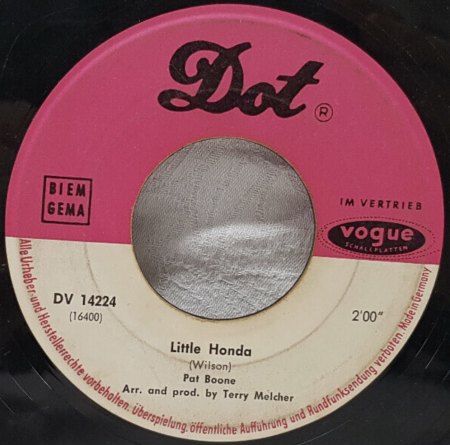 Dot ®
BIEM
GEMA
IM VERTRIEB
vogue
SCHALLPLATTEN
DV 14224
(16400)
2'00"
Little Honda
(Wilson)
Pat Boone
Arr. and prod. by Terry Melcher
Alle Urheber- und Herstellerrechte vorbehalten. Überspielung, öffentliche Aufführung und Rundfunksendung verboten. Made in Germany